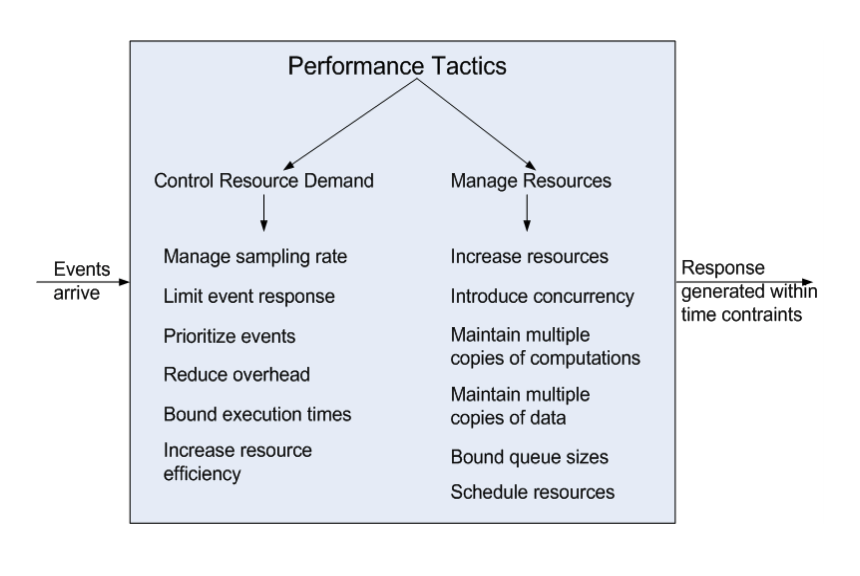 Performance Tactics
Control Resource Demand
Manage sampling rate
Limit event response
Prioritize events
Reduce overhead
Bound execution times
Increase resource
efficiency
Manage Resources
Increase resources
Introduce concurrency
Maintain multiple
copies of computations
Maintain multiple
copies of data
Bound queue sizes
Schedule resources
Events
arrive
Response
generated within
time contraints